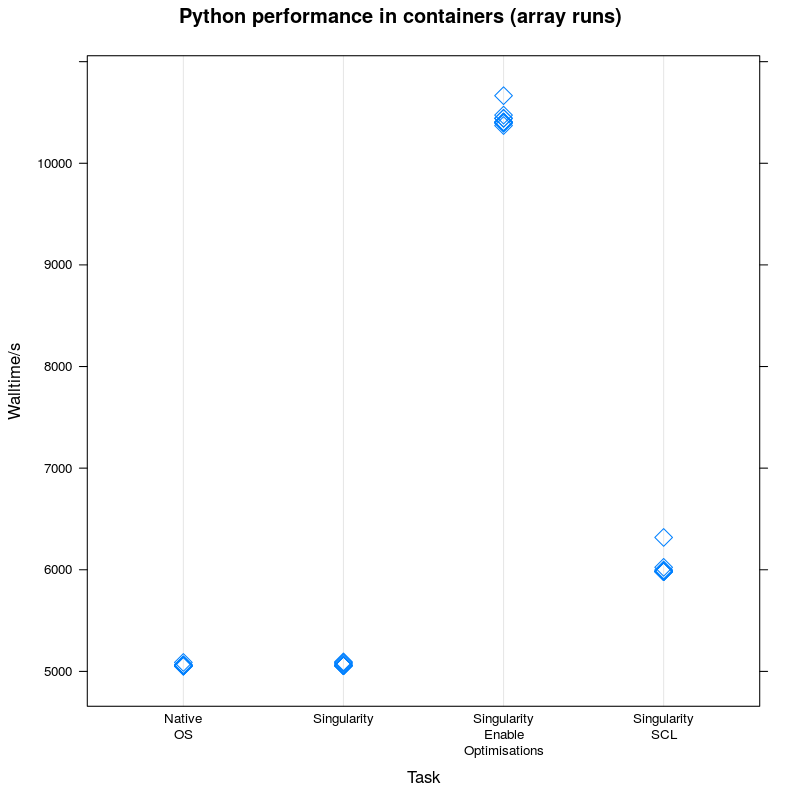 Python performance in containers (array runs)
10000
9000
8000
7000
6000
5000
Walltime/s
Native
OS
Singularity
Singularity
Enable
Optimisations
Singularity
SCL
Task